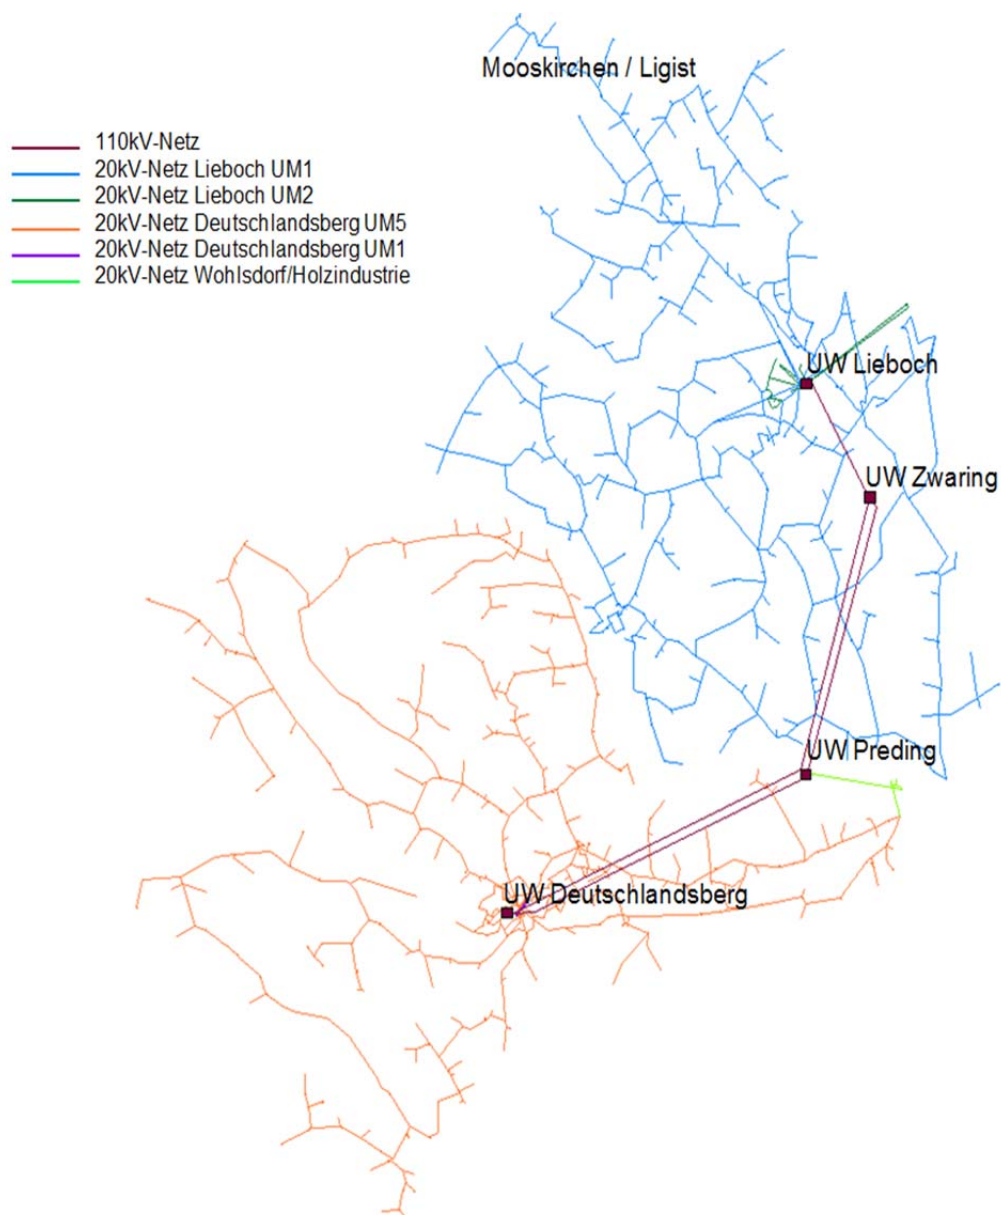 Mooskirchen / Ligist
110kV-Netz
20kV-Netz Lieboch UM1
20kV-Netz Lieboch UM2
20kV-Netz Deutschlandsberg UM5
20kV-Netz Deutschlandsberg UM1
20kV-Netz Wohlsdorf/Holzindustrie
UW Lieboch
UW Zwaring
UW Preding
UW Deutschlandsberg